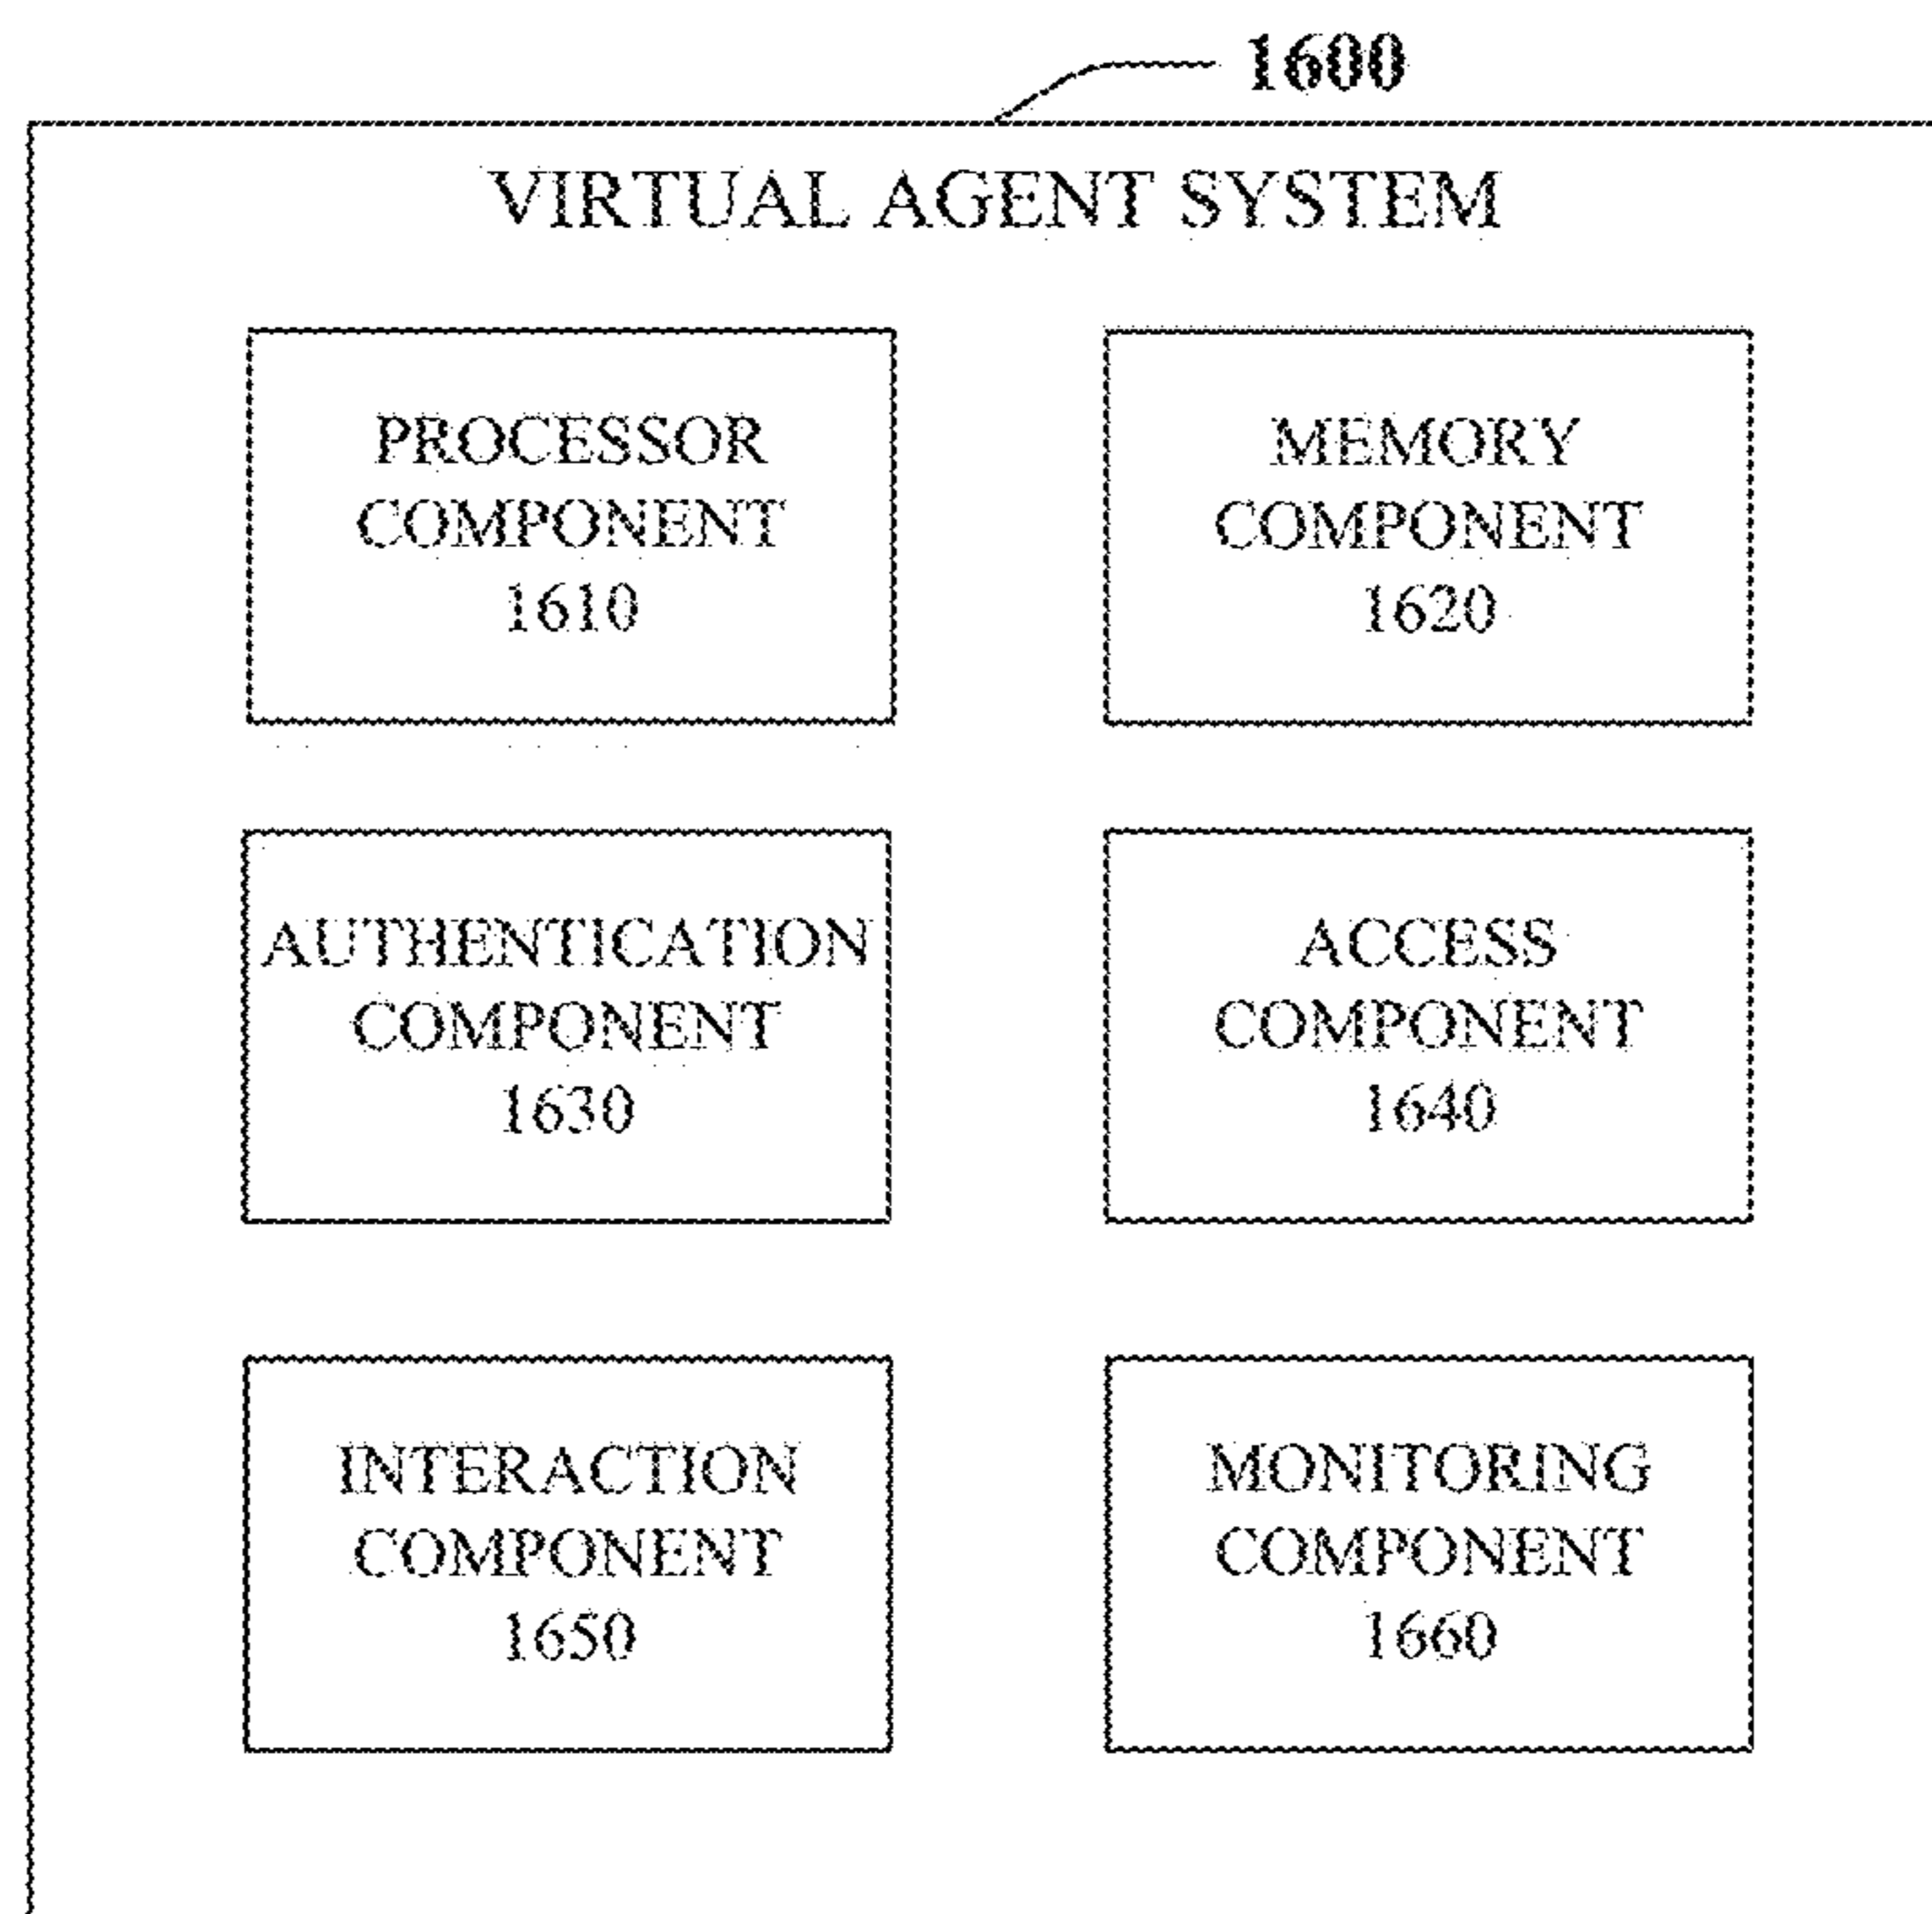 1600
VIRTUAL AGENT SYSTEM
PROCESSOR
COMPONENT
1610
MEMORY
COMPONENT
1620
AUTHENTICATION
COMPONENT
1630
ACCESS
COMPONENT
1640
INTERACTION
COMPONENT
1650
MONITORING
COMPONENT
1660